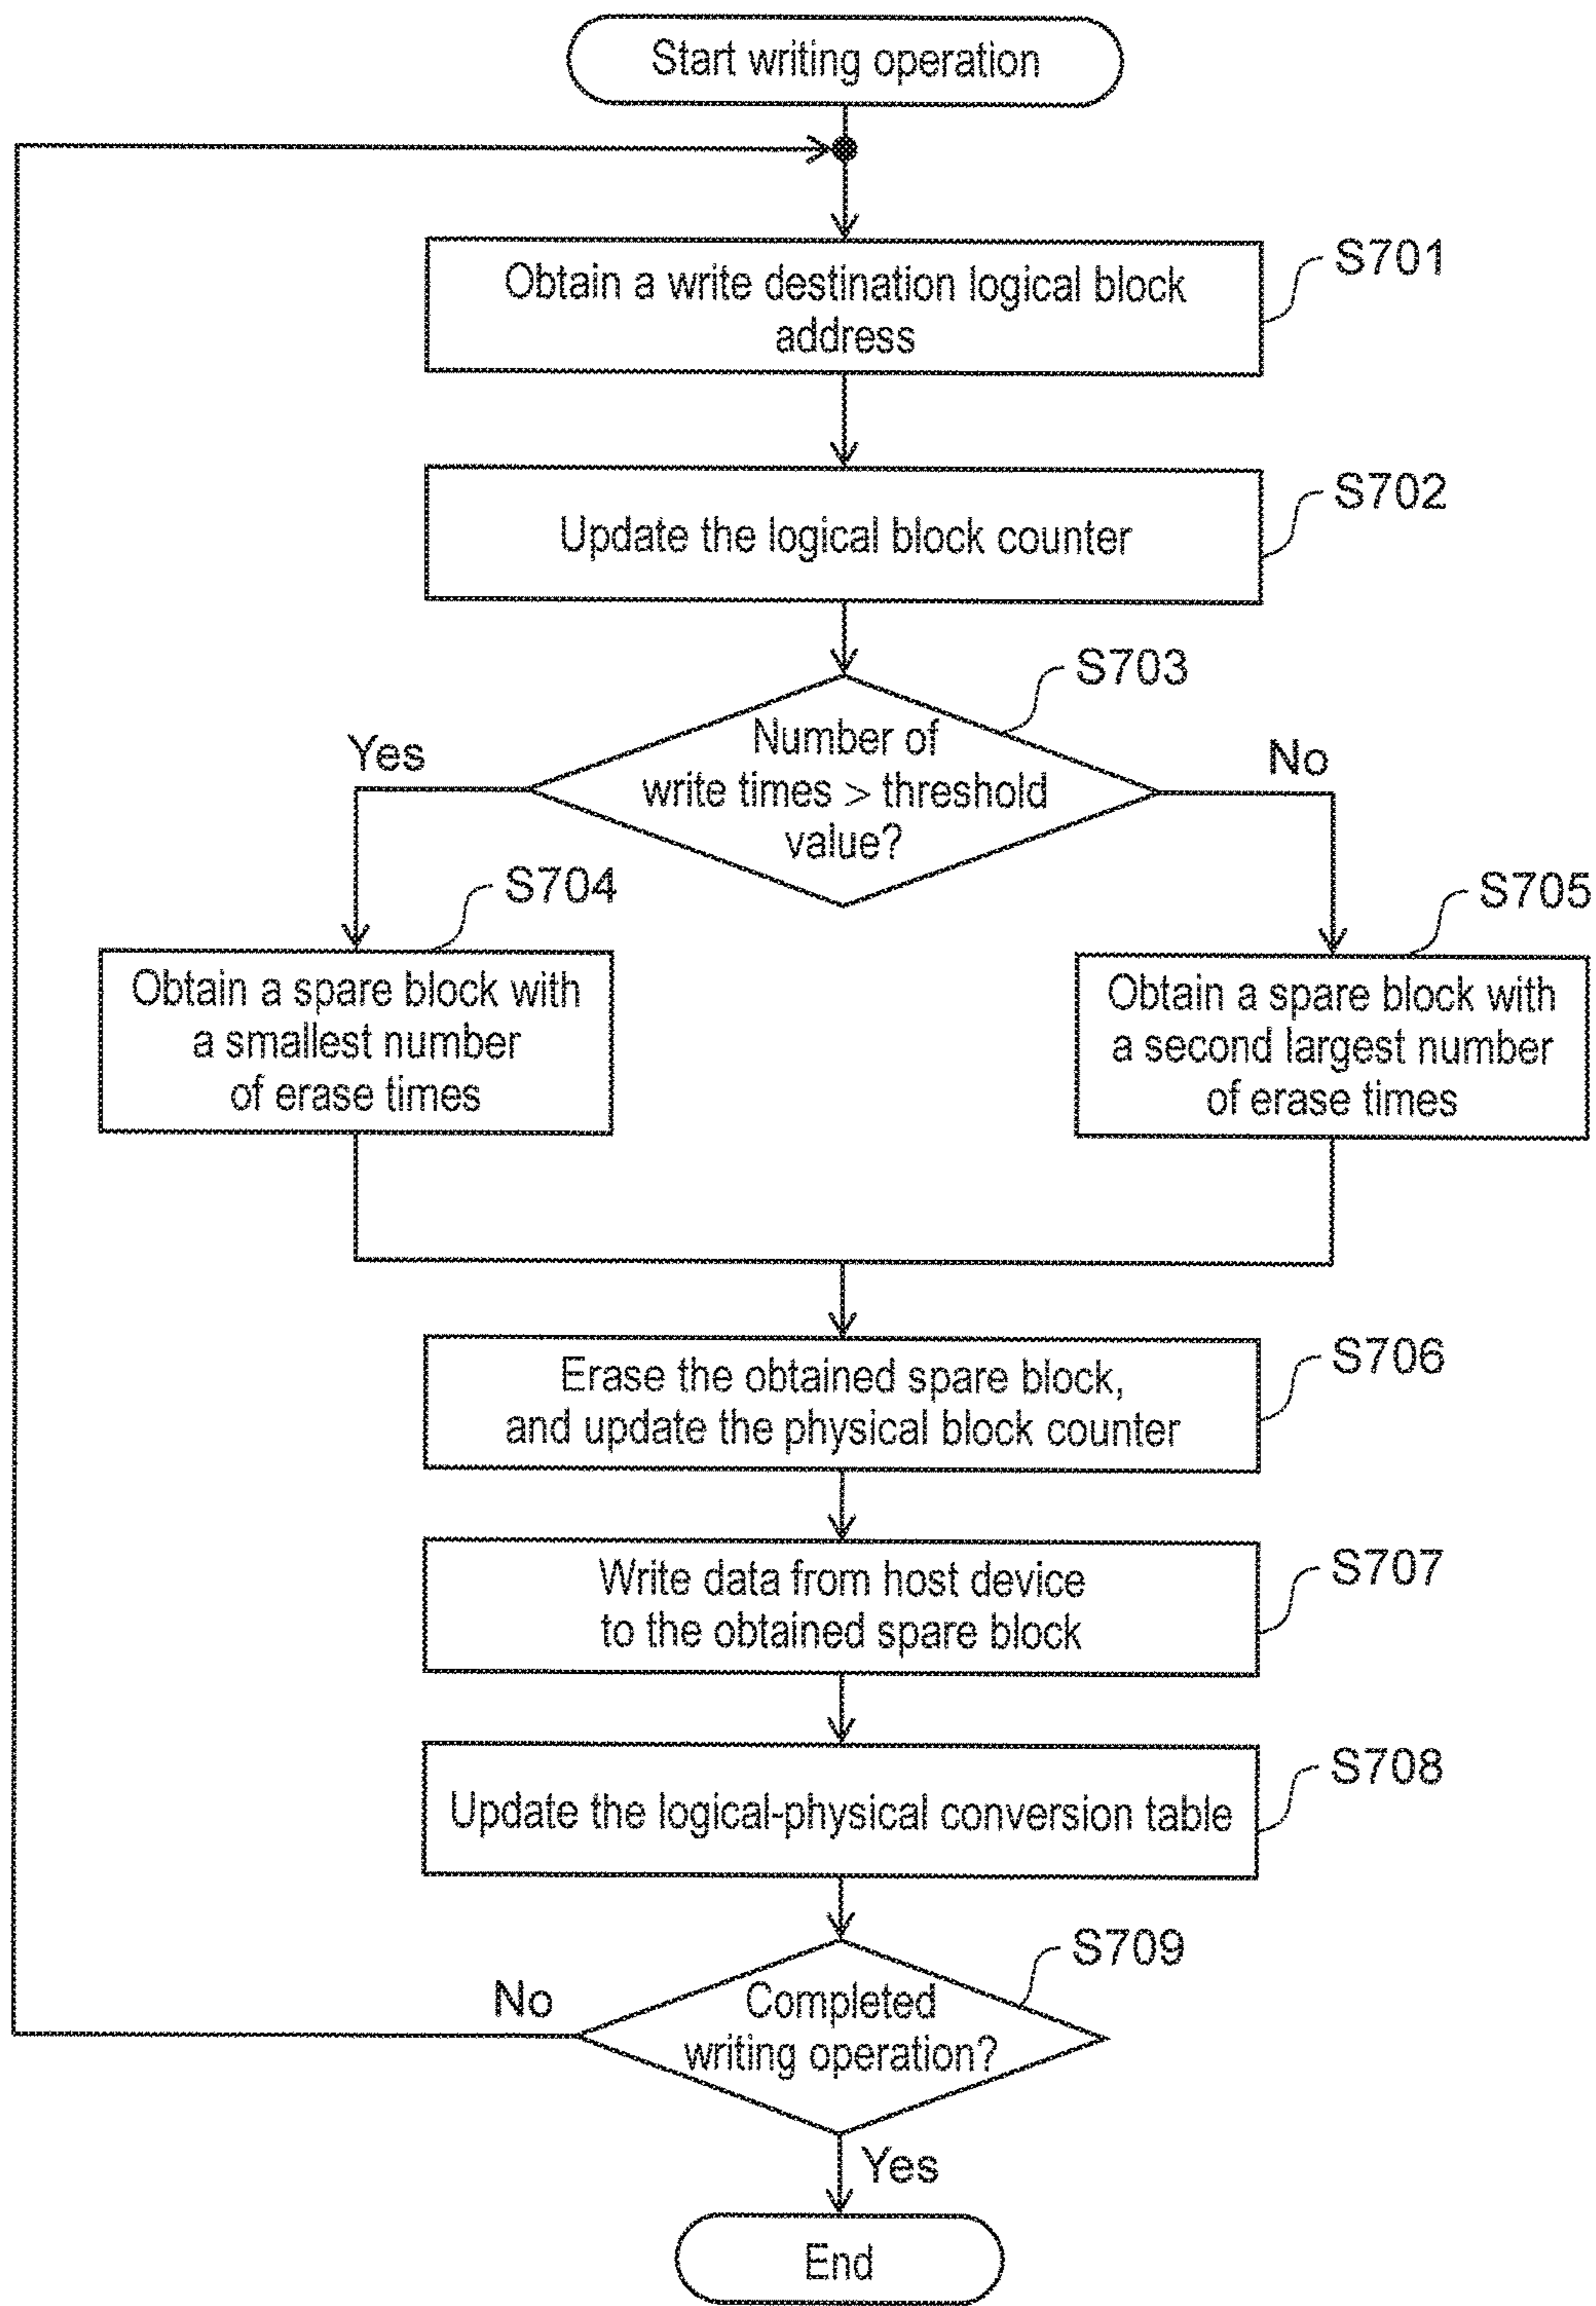 Start writing operation
S701
Obtain a write destination logical block
address
S702
Update the logical block counter
S703
Number of
write times > threshold
value?
Yes
No
S704
Obtain a spare block with
a smallest number
of erase times
S705
Obtain a spare block with
a second largest number
of erase times
S706
Erase the obtained spare block,
and update the physical block counter
S707
Write data from host device
to the obtained spare block
S708
Update the logical-physical conversion table
S709
Completed
writing operation?
No
Yes
End